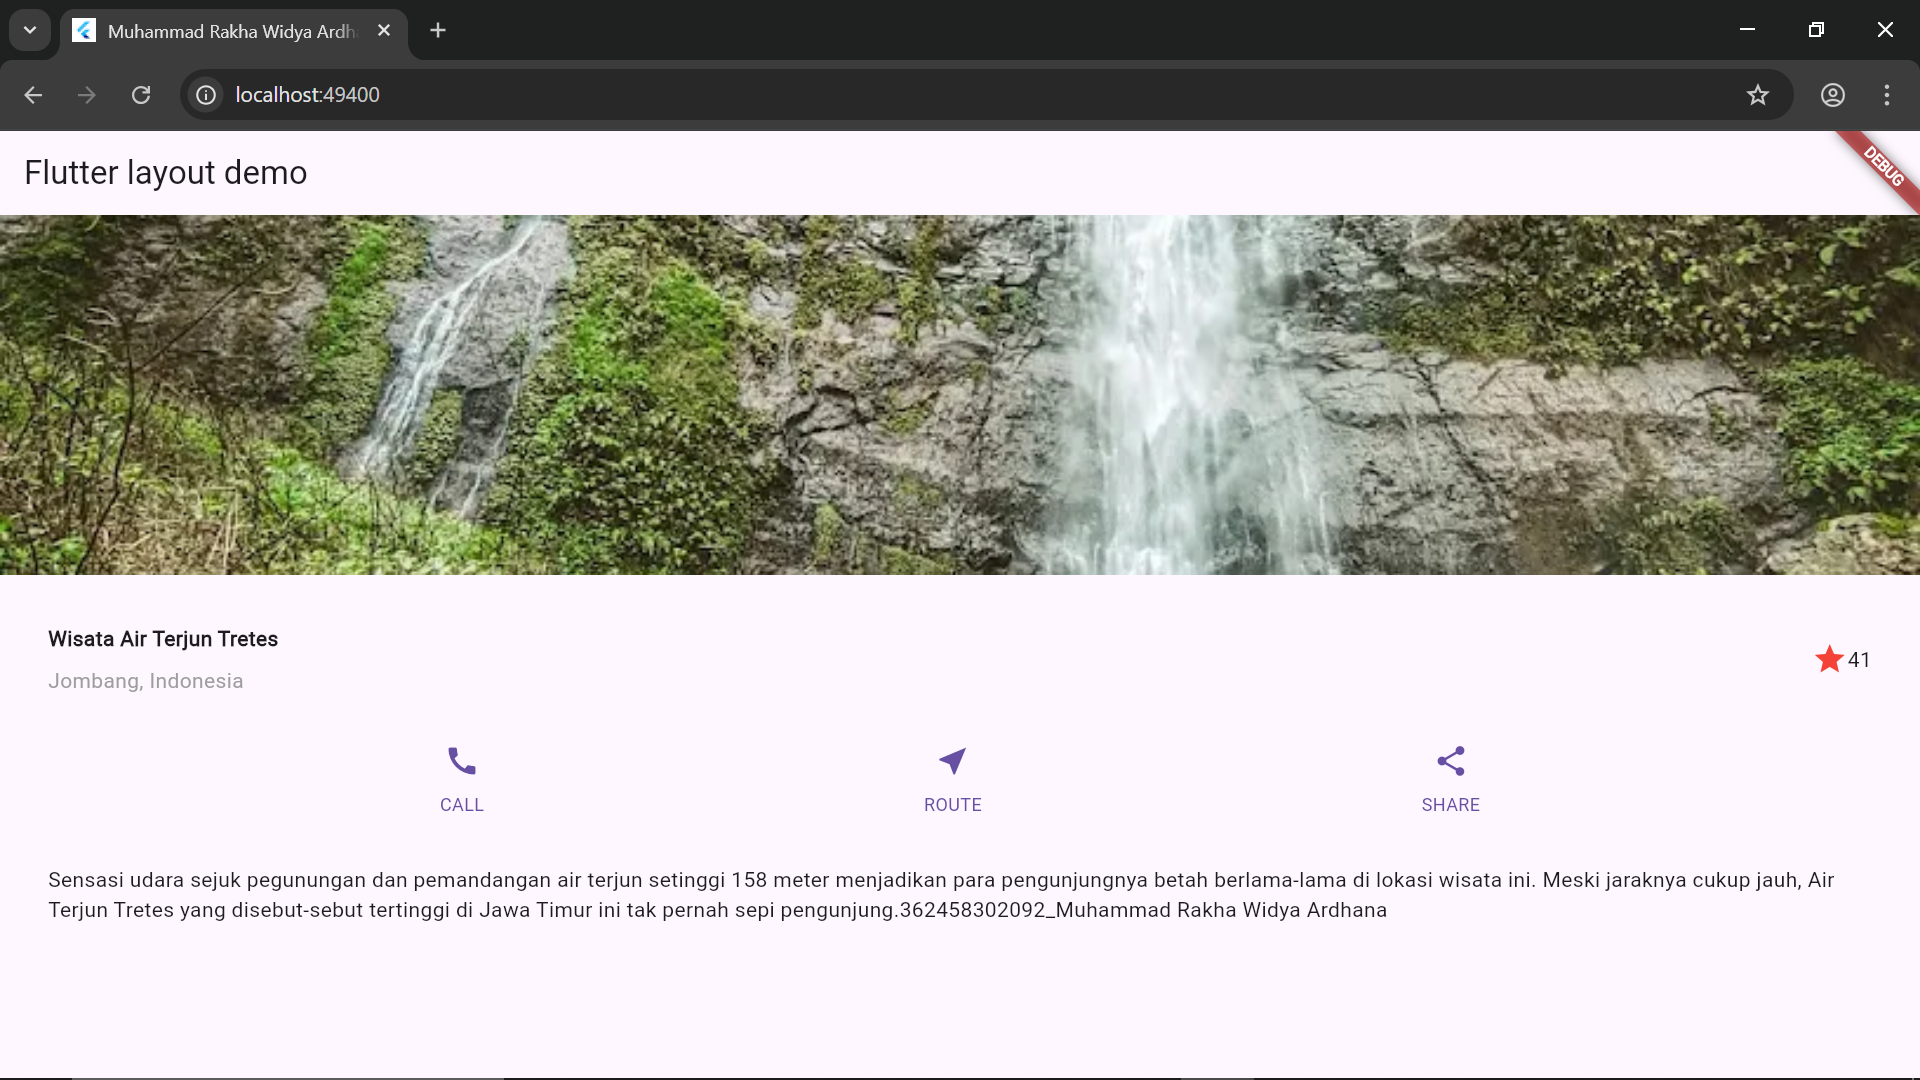 Muhammad Rakha Widya Ardh
localhost:49400
Flutter layout demo
DEBUG
Wisata Air Terjun Tretes
Jombang, Indonesia
41
CALL
ROUTE
SHARE
Sensasi udara sejuk pegunungan dan pemandangan air terjun setinggi 158 meter menjadikan para pengunjungnya betah berlama-lama di lokasi wisata ini. Meski jaraknya cukup jauh, Air
Terjun Tretes yang disebut-sebut tertinggi di Jawa Timur ini tak pernah sepi pengunjung.362458302092_Muhammad Rakha Widya Ardhana